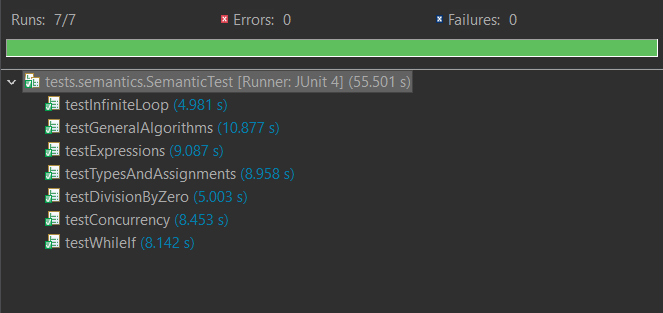 Runs: 7/7 Errors: 0 Failures: 0
tests.semantics.SemanticTest [Runner: JUnit 4] (55.501 s)
testInfiniteLoop (4.981 s)
testGeneralAlgorithms (10.877 s)
testExpressions (9.087 s)
testTypesAndAssignments (8.958 s)
testDivisionByZero (5.003 s)
testConcurrency (8.453 s)
testWhileIf (8.142 s)